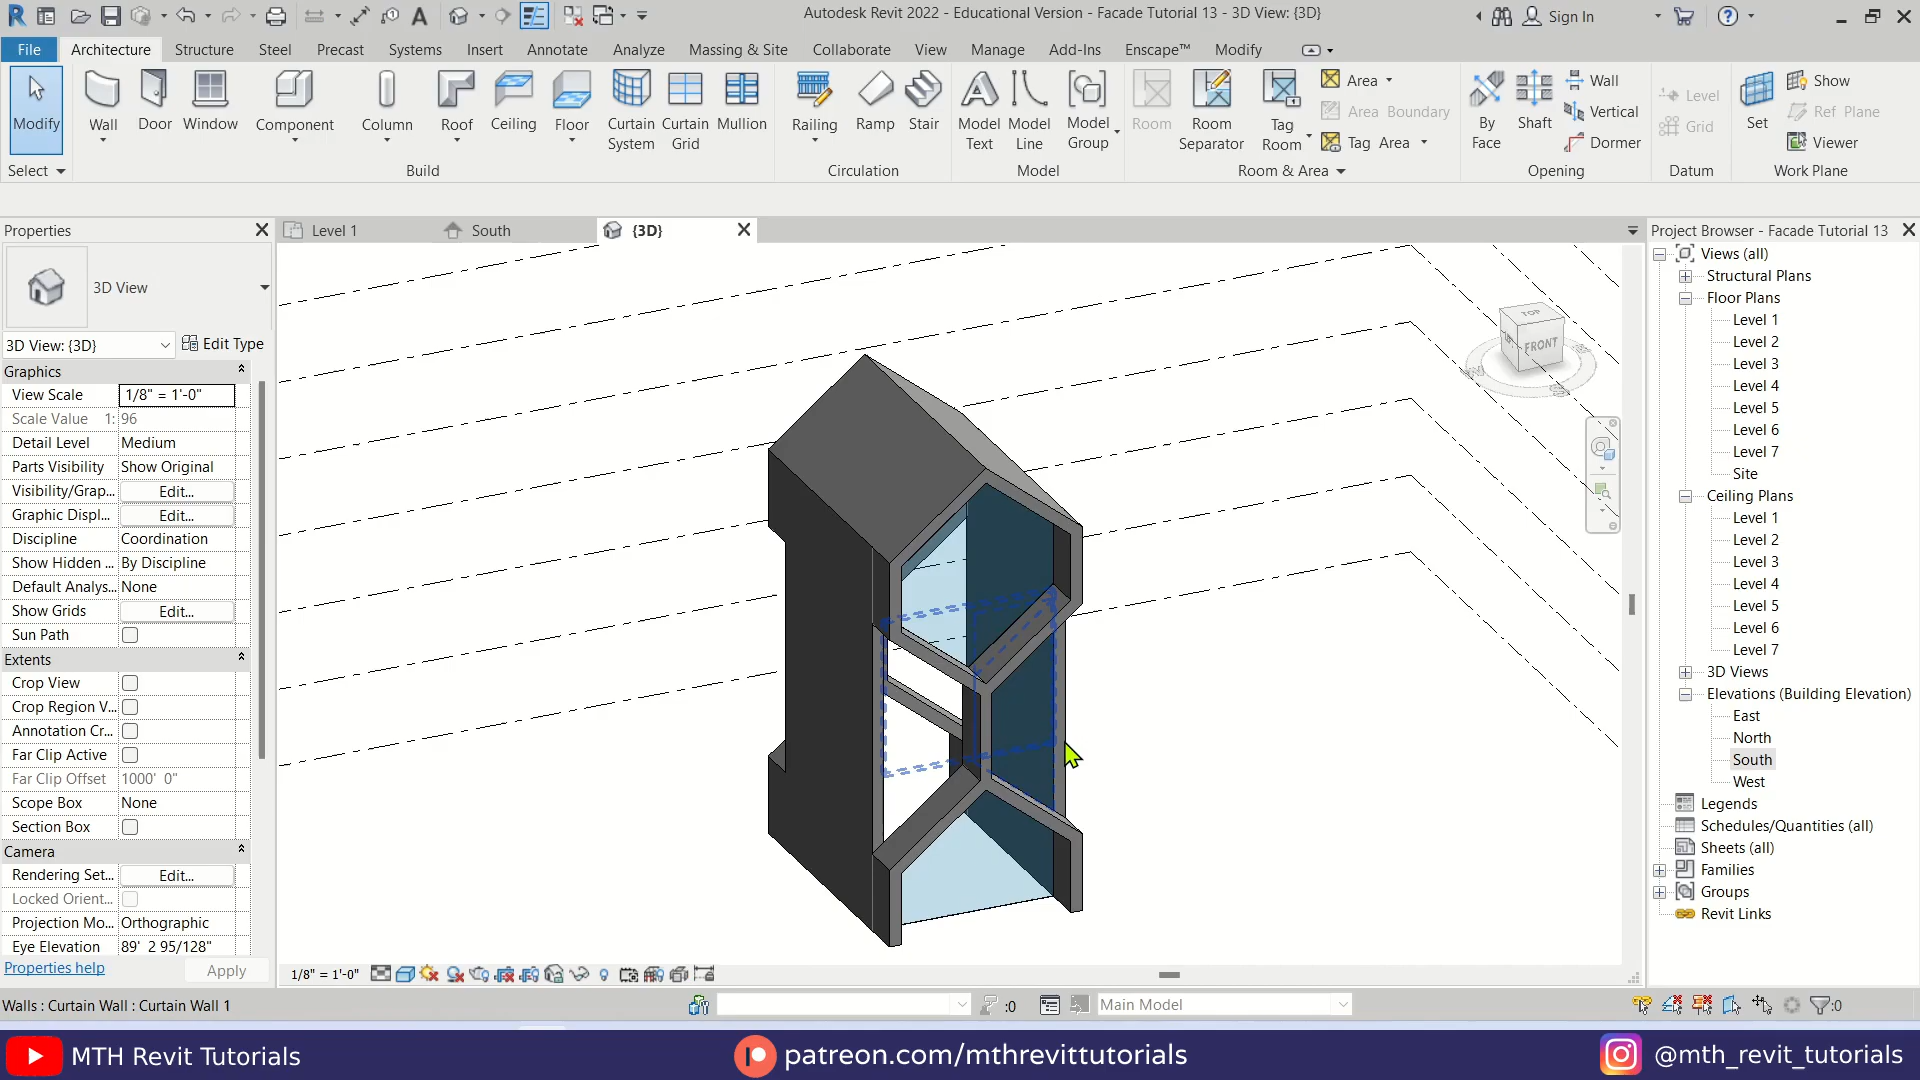 Autodesk Revit 2022 - Educational Version - Facade Tutorial 13 - 3D View: {3D}
Sign In
File
Architecture
Structure
Steel
Precast
Systems
Insert
Annotate
Analyze
Massing & Site
Collaborate
View
Manage
Add-Ins
Enscape™
Modify
Modify
Wall
Door
Window
Component
Column
Roof
Ceiling
Floor
Curtain System
Curtain Grid
Mullion
Railing
Ramp
Stair
Model Text
Model Line
Model Group
Room
Room Separator
Tag Room
Area
Area Boundary
Tag Area
By Face
Shaft
Wall
Vertical
Dormer
Level
Grid
Set
Show
Ref Plane
Viewer
Select
Build
Circulation
Model
Room & Area
Opening
Datum
Work Plane
Properties
Level 1
South
{3D}
Project Browser - Facade Tutorial 13
3D View
3D View: {3D}
Edit Type
Graphics
View Scale 1/8" = 1'-0"
Scale Value 1: 96
Detail Level Medium
Parts Visibility Show Original
Visibility/Grap... Edit...
Graphic Displ... Edit...
Discipline Coordination
Show Hidden ... By Discipline
Default Analys... None
Show Grids Edit...
Sun Path
Extents
Crop View
Crop Region V...
Annotation Cr...
Far Clip Active
Far Clip Offset 1000' 0"
Scope Box None
Section Box
Camera
Rendering Set... Edit...
Locked Orient...
Projection Mo... Orthographic
Eye Elevation 89' 2 95/128"
Properties help
Apply
TOP
FRONT
Views (all)
Structural Plans
Floor Plans
Level 1
Level 2
Level 3
Level 4
Level 5
Level 6
Level 7
Site
Ceiling Plans
Level 1
Level 2
Level 3
Level 4
Level 5
Level 6
Level 7
3D Views
Elevations (Building Elevation)
East
North
South
West
Legends
Schedules/Quantities (all)
Sheets (all)
Families
Groups
Revit Links
1/8" = 1'-0"
Walls : Curtain Wall : Curtain Wall 1
:0
Main Model
:0
MTH Revit Tutorials
patreon.com/mthrevittutorials
@mth_revit_tutorials